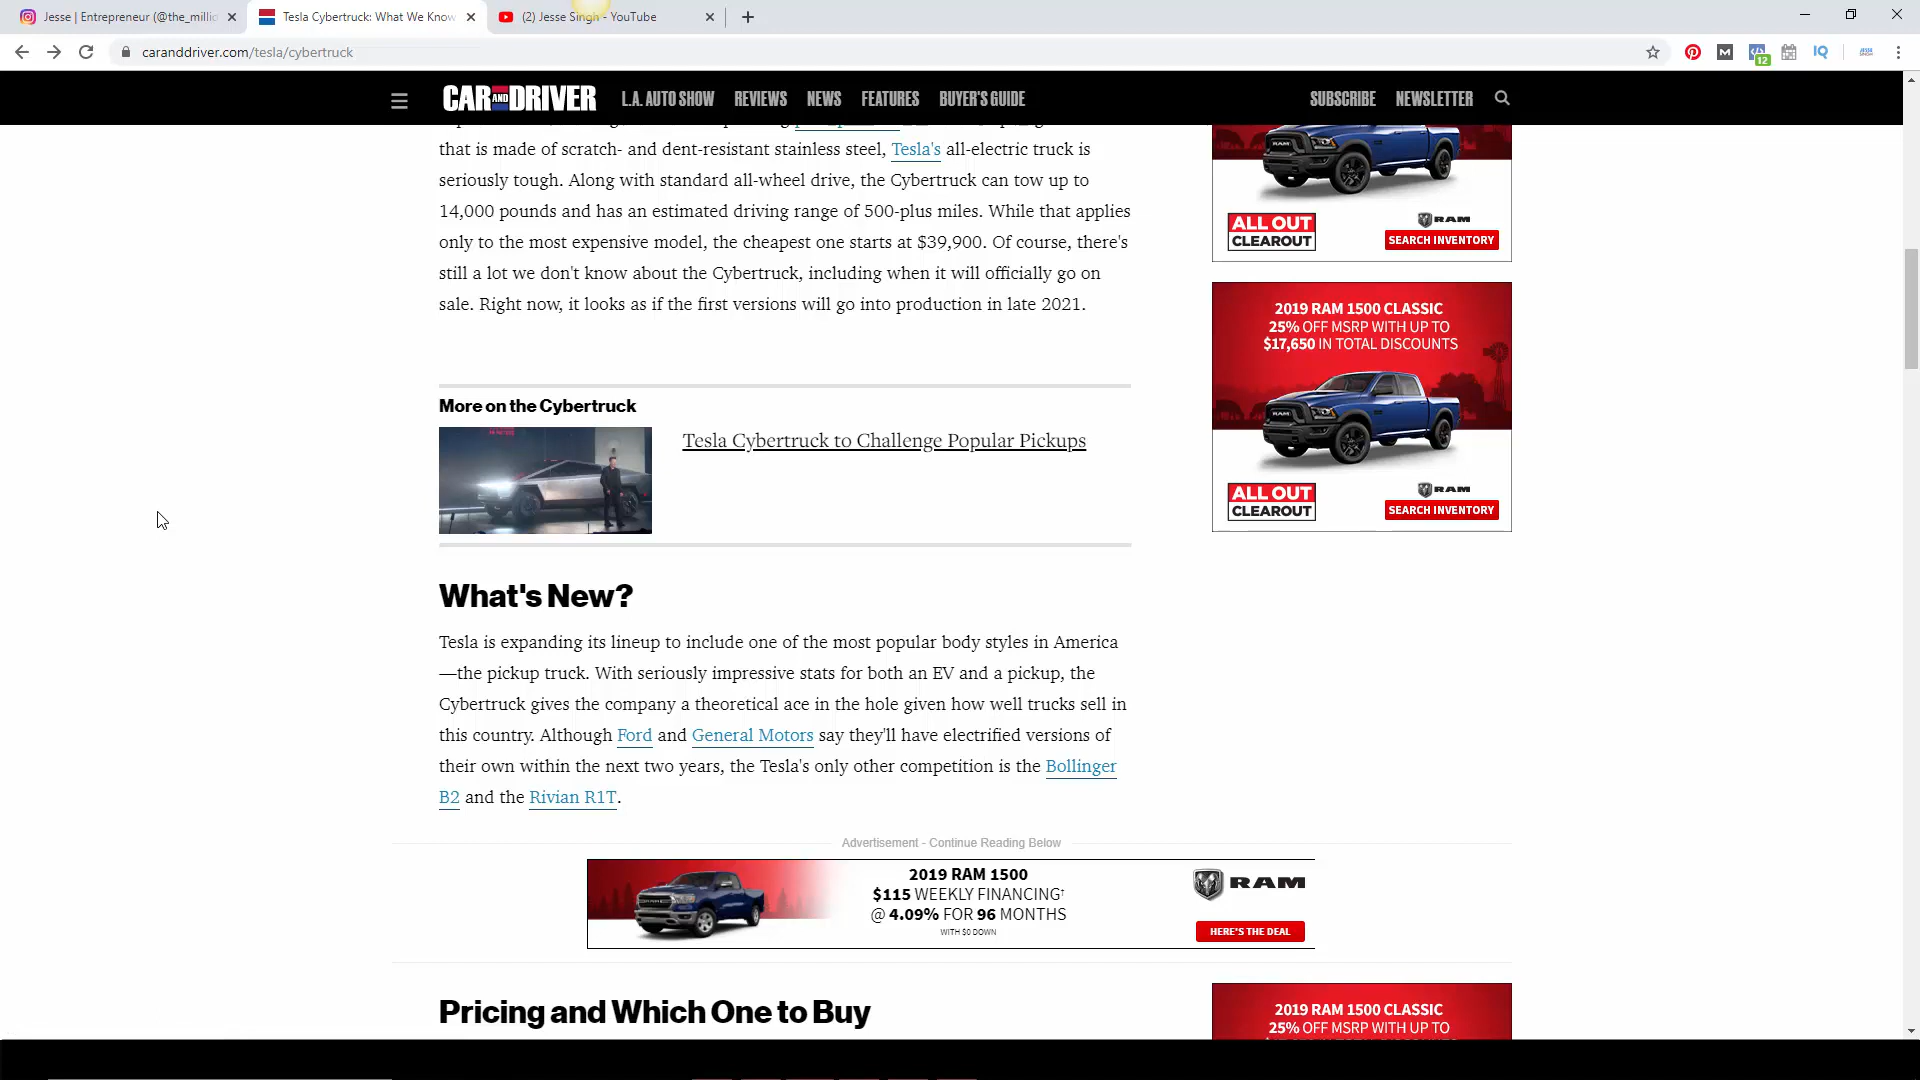 Jesse | Entrepreneur (@the_millio
Tesla Cybertruck: What We Know
(2) Jesse Singh - YouTube
caranddriver.com/tesla/cybertruck
12
CAR AND DRIVER
L.A. AUTO SHOW REVIEWS NEWS FEATURES BUYER'S GUIDE
SUBSCRIBE NEWSLETTER
that is made of scratch- and dent-resistant stainless steel, Tesla's all-electric truck is
seriously tough. Along with standard all-wheel drive, the Cybertruck can tow up to
14,000 pounds and has an estimated driving range of 500-plus miles. While that applies
only to the most expensive model, the cheapest one starts at $39,900. Of course, there's
still a lot we don't know about the Cybertruck, including when it will officially go on
sale. Right now, it looks as if the first versions will go into production in late 2021.
More on the Cybertruck
Tesla Cybertruck to Challenge Popular Pickups
What's New?
Tesla is expanding its lineup to include one of the most popular body styles in America
—the pickup truck. With seriously impressive stats for both an EV and a pickup, the
Cybertruck gives the company a theoretical ace in the hole given how well trucks sell in
this country. Although Ford and General Motors say they'll have electrified versions of
their own within the next two years, the Tesla's only other competition is the Bollinger
B2 and the Rivian R1T.
Advertisement - Continue Reading Below
2019 RAM 1500
$115 WEEKLY FINANCING†
@ 4.09% FOR 96 MONTHS
WITH $0 DOWN
RAM
HERE'S THE DEAL
Pricing and Which One to Buy
ALL OUT
CLEAROUT
RAM
SEARCH INVENTORY
2019 RAM 1500 CLASSIC
25% OFF MSRP WITH UP TO
$17,650 IN TOTAL DISCOUNTS
ALL OUT
CLEAROUT
RAM
SEARCH INVENTORY
2019 RAM 1500 CLASSIC
25% OFF MSRP WITH UP TO